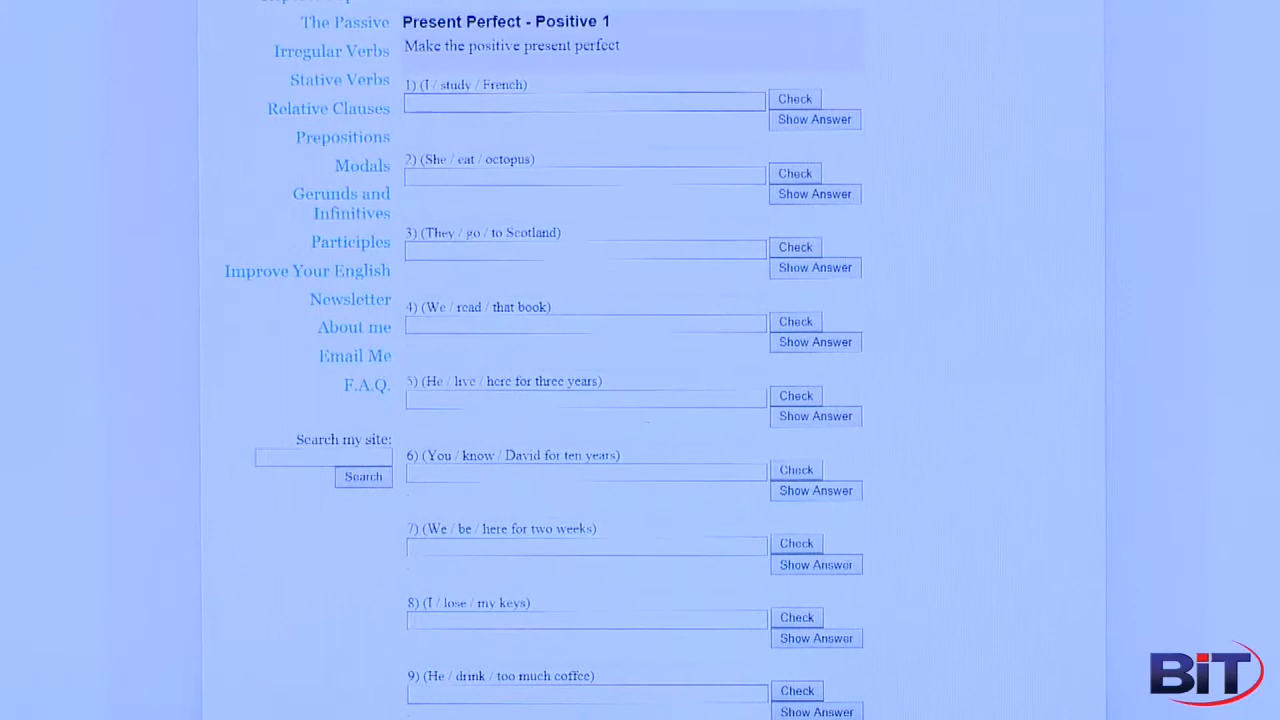 The Passive
Irregular Verbs
Stative Verbs
Relative Clauses
Prepositions
Modals
Gerunds and
Infinitives
Participles
Improve Your English
Newsletter
About me
Email Me
F.A.Q.
Search my site:
Search
Present Perfect - Positive 1
Make the positive present perfect
1) (I / study / French)
Check
Show Answer
2) (She / eat / octopus)
Check
Show Answer
3) (They / go / to Scotland)
Check
Show Answer
4) (We / read / that book)
Check
Show Answer
5) (He / live / here for three years)
Check
Show Answer
6) (You / know / David for ten years)
Check
Show Answer
7) (We / be / here for two weeks)
Check
Show Answer
8) (I / lose / my keys)
Check
Show Answer
9) (He / drink / too much coffee)
Check
Show Answer
BiT